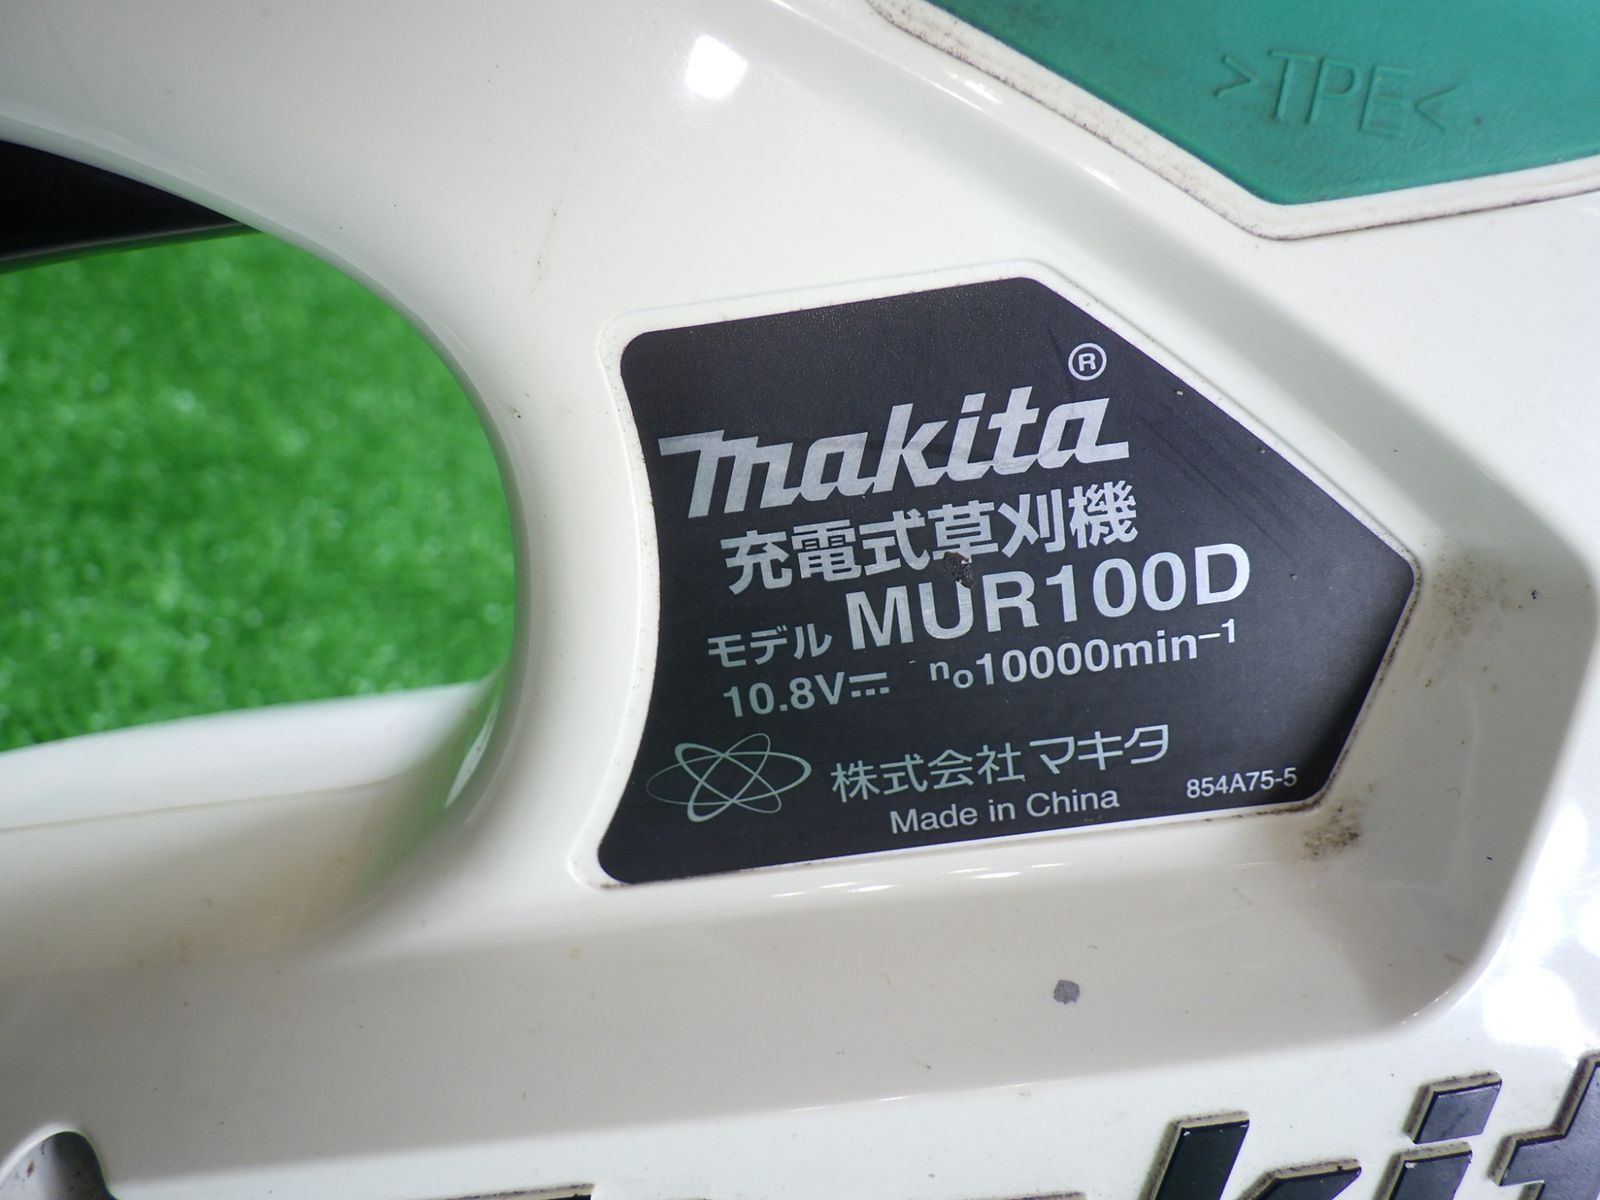 >TPE<
makita®
充電式草刈機
モデル MUR100D
10.8V⎓ n₀10000min⁻¹
株式会社マキタ
Made in China 854A75-5
kit